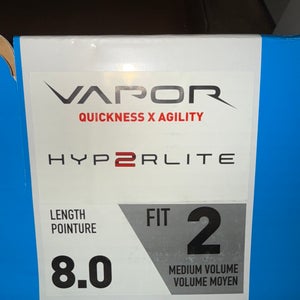 VAPOR
QUICKNESS X AGILITY
HYP2RLITE
LENGTH
POINTURE
8.0
FIT 2
MEDIUM VOLUME
VOLUME MOYEN